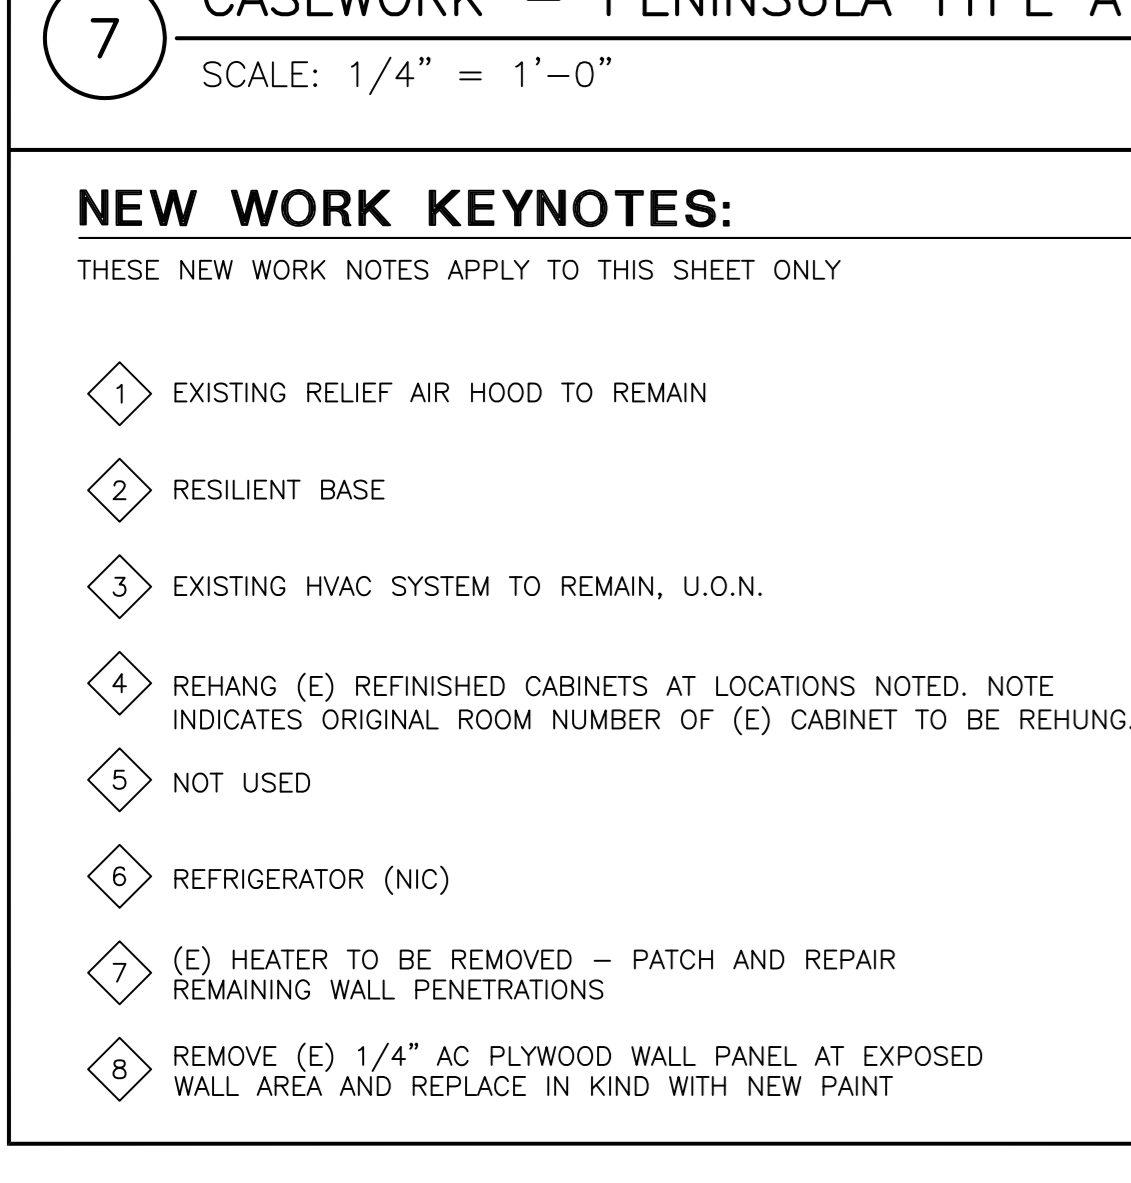 7
CASEWORK – PENINSULA TYPE A
SCALE: 1/4” = 1’–0”
NEW WORK KEYNOTES:
THESE NEW WORK NOTES APPLY TO THIS SHEET ONLY
1 EXISTING RELIEF AIR HOOD TO REMAIN
2 RESILIENT BASE
3 EXISTING HVAC SYSTEM TO REMAIN, U.O.N.
4 REHANG (E) REFINISHED CABINETS AT LOCATIONS NOTED. NOTE
INDICATES ORIGINAL ROOM NUMBER OF (E) CABINET TO BE REHUNG.
5 NOT USED
6 REFRIGERATOR (NIC)
7 (E) HEATER TO BE REMOVED – PATCH AND REPAIR
REMAINING WALL PENETRATIONS
8 REMOVE (E) 1/4” AC PLYWOOD WALL PANEL AT EXPOSED
WALL AREA AND REPLACE IN KIND WITH NEW PAINT